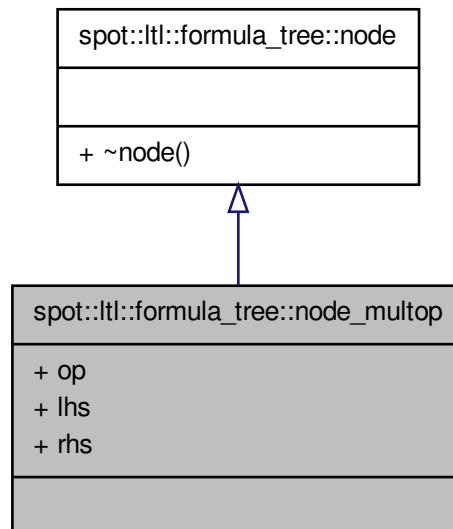 spot::ltl::formula_tree::node
+ ~node()
spot::ltl::formula_tree::node_multop
+ op
+ lhs
+ rhs